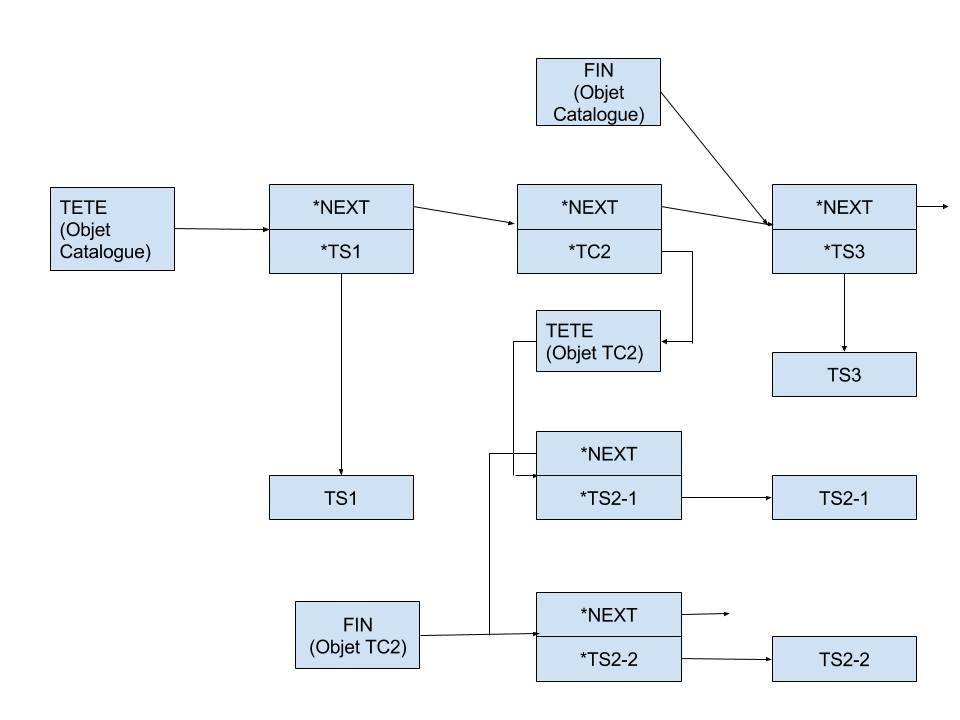 FIN
(Objet
Catalogue)
TETE
(Objet
Catalogue)
*NEXT
*TS1
*NEXT
*TC2
*NEXT
*TS3
TETE
(Objet TC2)
TS3
*NEXT
*TS2-1
TS1
TS2-1
FIN
(Objet TC2)
*NEXT
*TS2-2
TS2-2